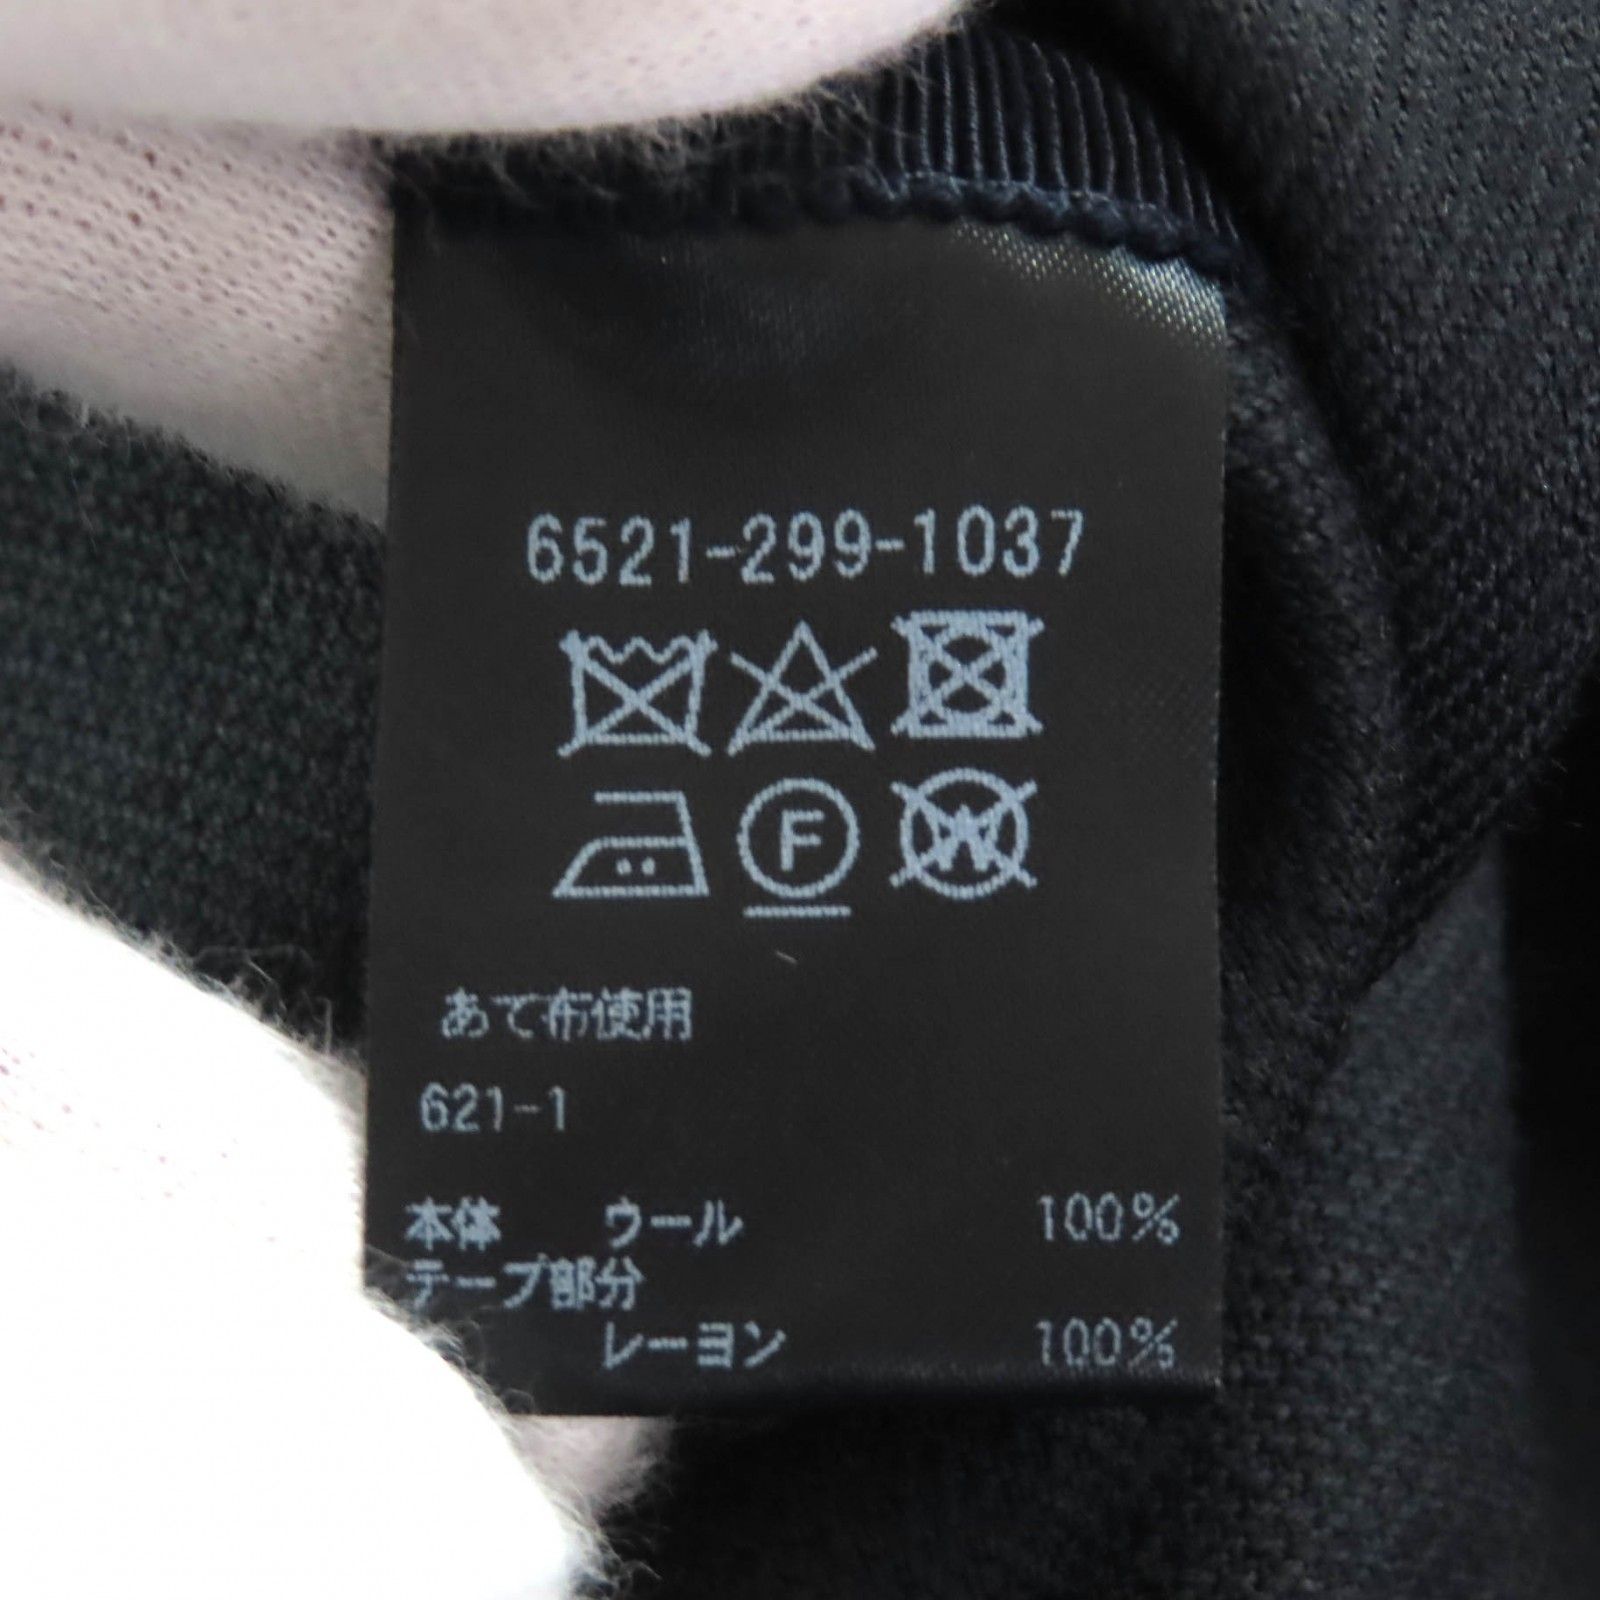 6521-299-1037
F W
あて布使用
621-1
本体 ウール 100%
テープ部分
レーヨン 100%